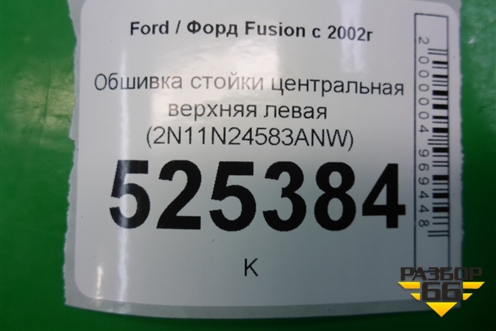 Ford / Форд Fusion с 2002г
Обшивка стойки центральная
верхняя левая
(2N11N24583ANW)
525384
К
2000004969448
РАЗБОР
66